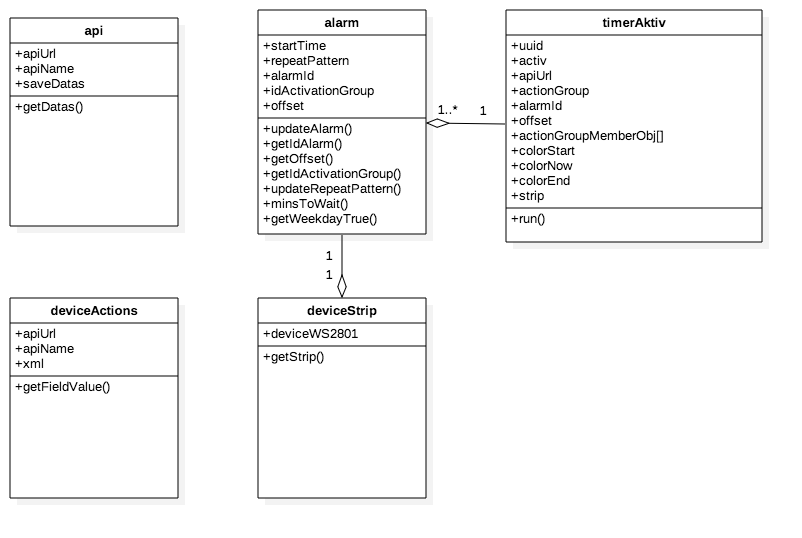 api
+apiUrl
+apiName
+saveDatas
+getDatas()
alarm
+startTime
+repeatPattern
+alarmId
+idActivationGroup
+offset
+updateAlarm()
+getIdAlarm()
+getOffset()
+getIdActivationGroup()
+updateRepeatPattern()
+minsToWait()
+getWeekdayTrue()
1..*
1
timerAktiv
+uuid
+activ
+apiUrl
+actionGroup
+alarmId
+offset
+actionGroupMemberObj[]
+colorStart
+colorNow
+colorEnd
+strip
+run()
1
1
deviceActions
+apiUrl
+apiName
+xml
+getFieldValue()
deviceStrip
+deviceWS2801
+getStrip()